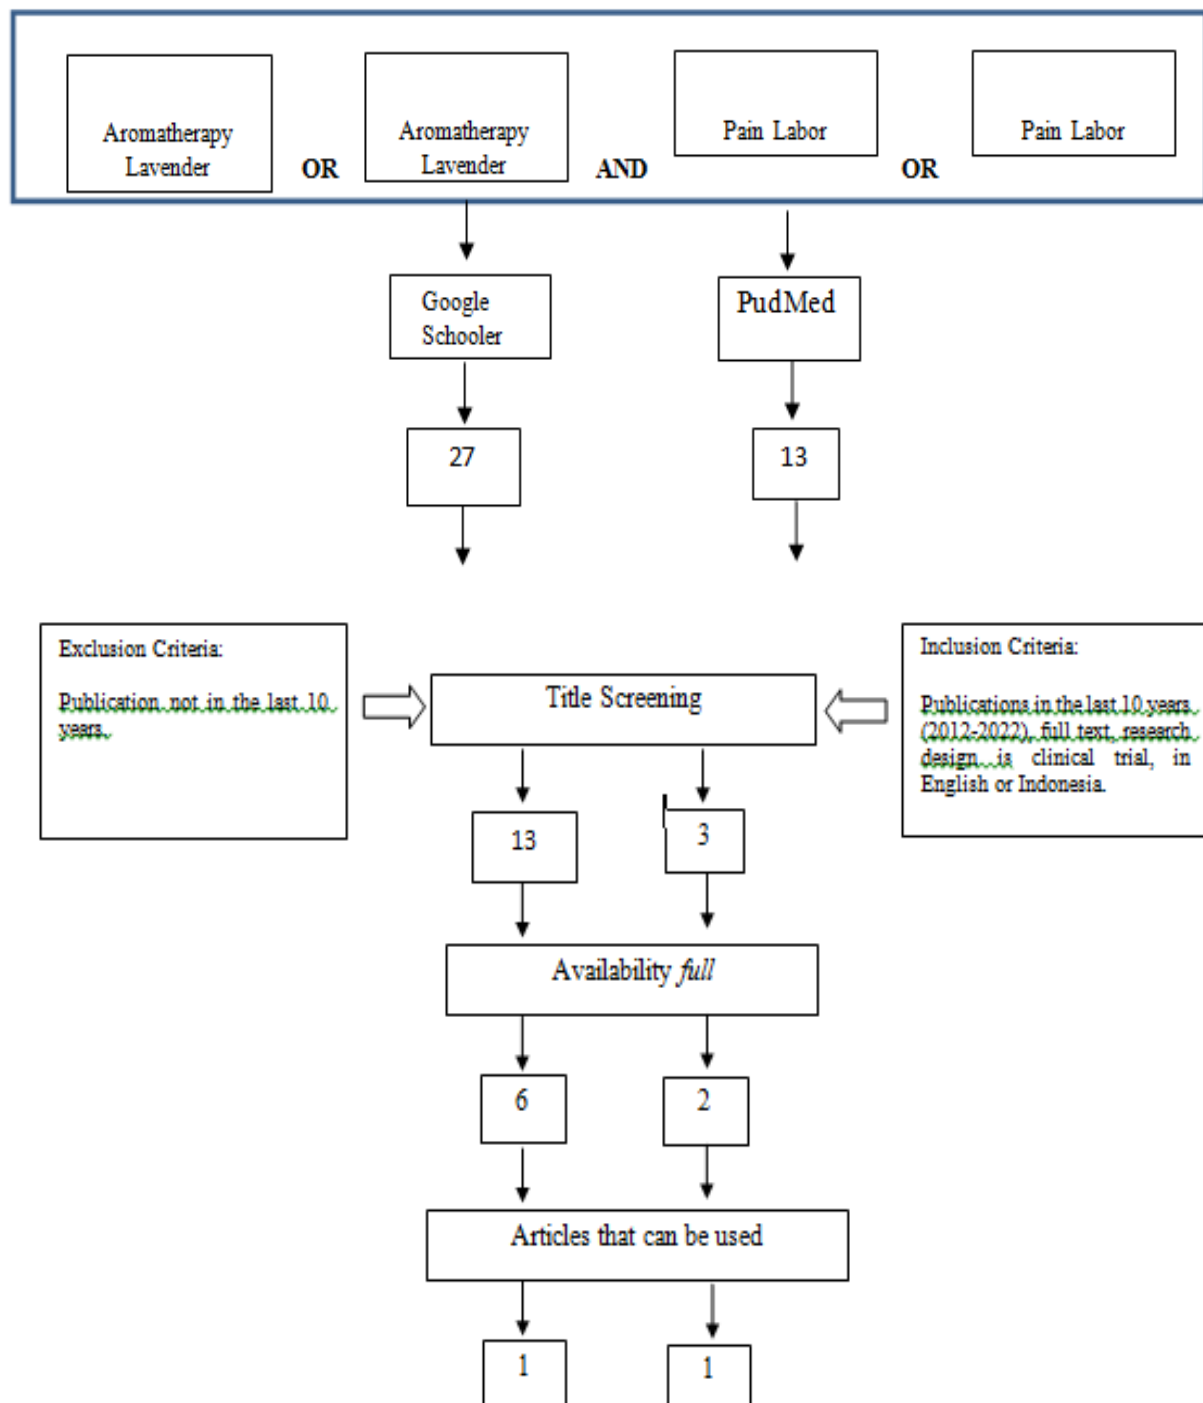 Aromatherapy
Lavender
OR
Aromatherapy
Lavender
AND
Pain Labor
OR
Pain Labor
Google
Schooler
PudMed
27
13
Exclusion Criteria:
Publication not in the last 10
years.
Title Screening
Inclusion Criteria:
Publications in the last 10 years
(2012-2022), full text, research
design is clinical trial, in
English or Indonesia.
13
3
Availability full
6
2
Articles that can be used
1
1